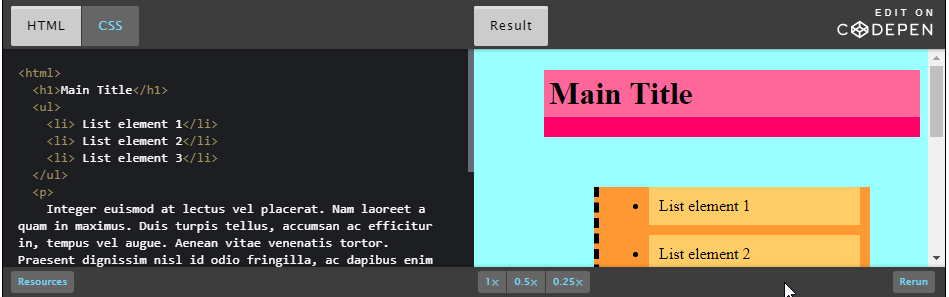 HTML CSS Result EDIT ON
CODEPEN
<html>
<h1>Main Title</h1>
<ul>
<li> List element 1</li>
<li> List element 2</li>
<li> List element 3</li>
</ul>
<p>
Integer euismod at lectus vel placerat. Nam laoreet a
quam in maximus. Duis turpis tellus, accumsan ac efficitur
in, tempus vel augue. Aenean vitae venenatis tortor.
Praesent dignissim nisl id odio fringilla, ac dapibus enim
Main Title
• List element 1
• List element 2
Resources 1x 0.5x 0.25x Rerun